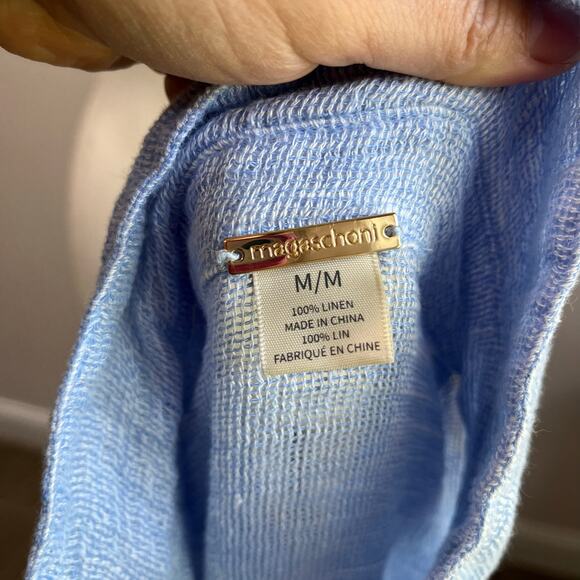 magaschoni
M/M
100% LINEN
MADE IN CHINA
100% LIN
FABRIQUÉ EN CHINE